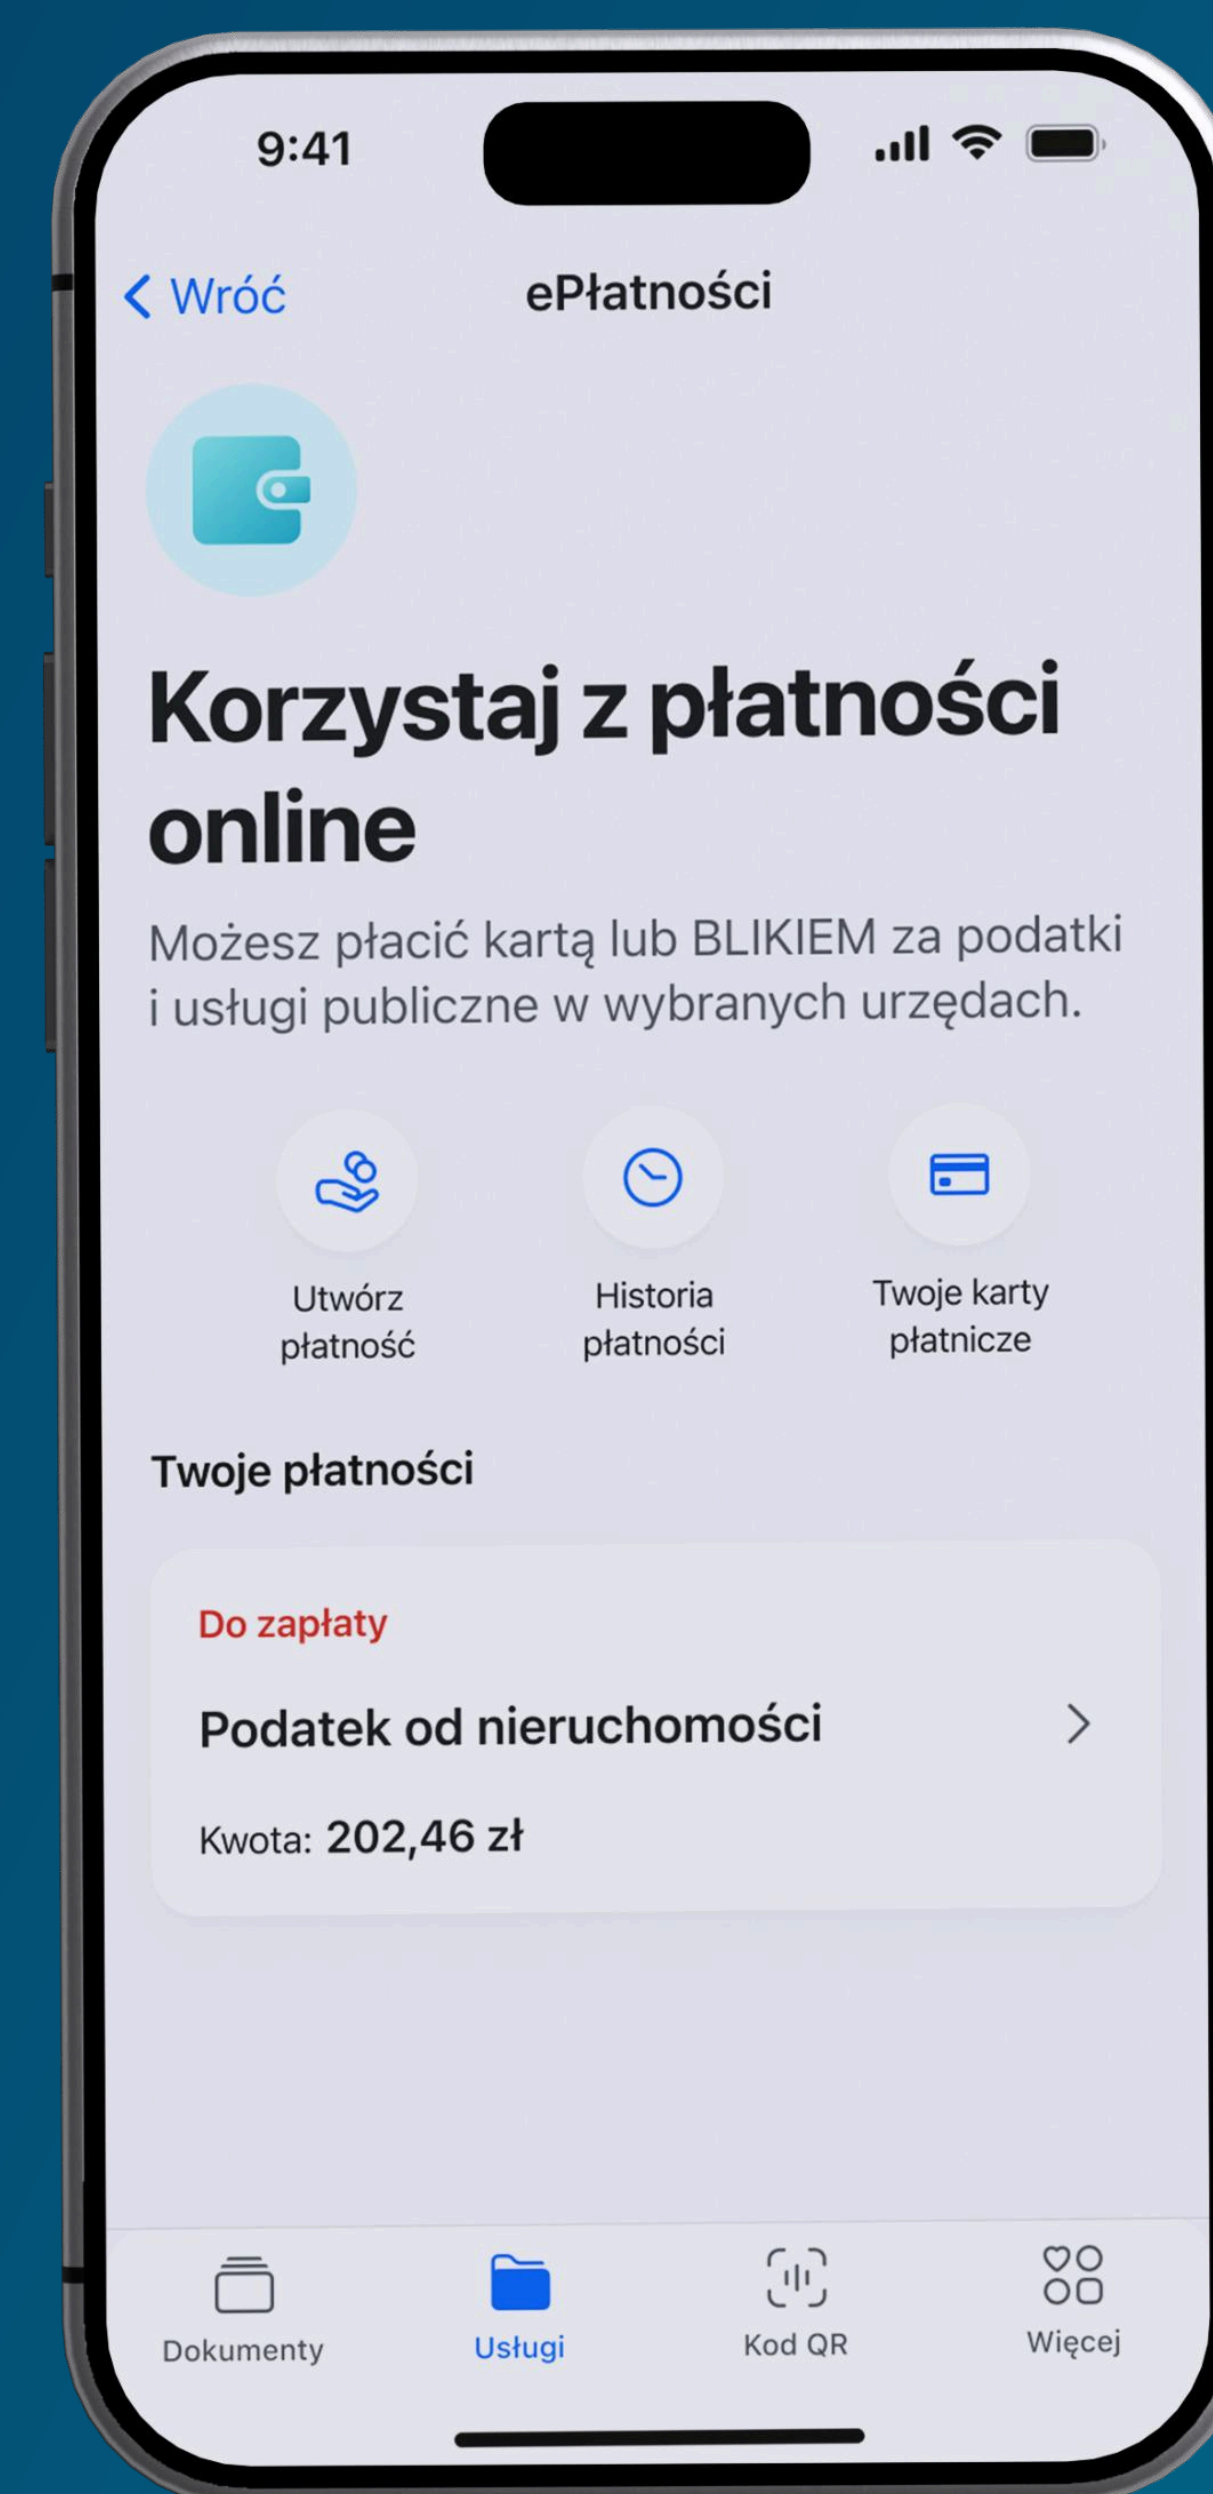 9:41
Wróć
ePłatności
Korzystaj z płatności
online
Możesz płacić kartą lub BLIKIEM za podatki
i usługi publiczne w wybranych urzędach.
Utwórz
płatność
Historia
płatności
Twoje karty
płatnicze
Twoje płatności
Do zapłaty
Podatek od nieruchomości
Kwota: 202,46 zł
Dokumenty
Usługi
Kod QR
Więcej